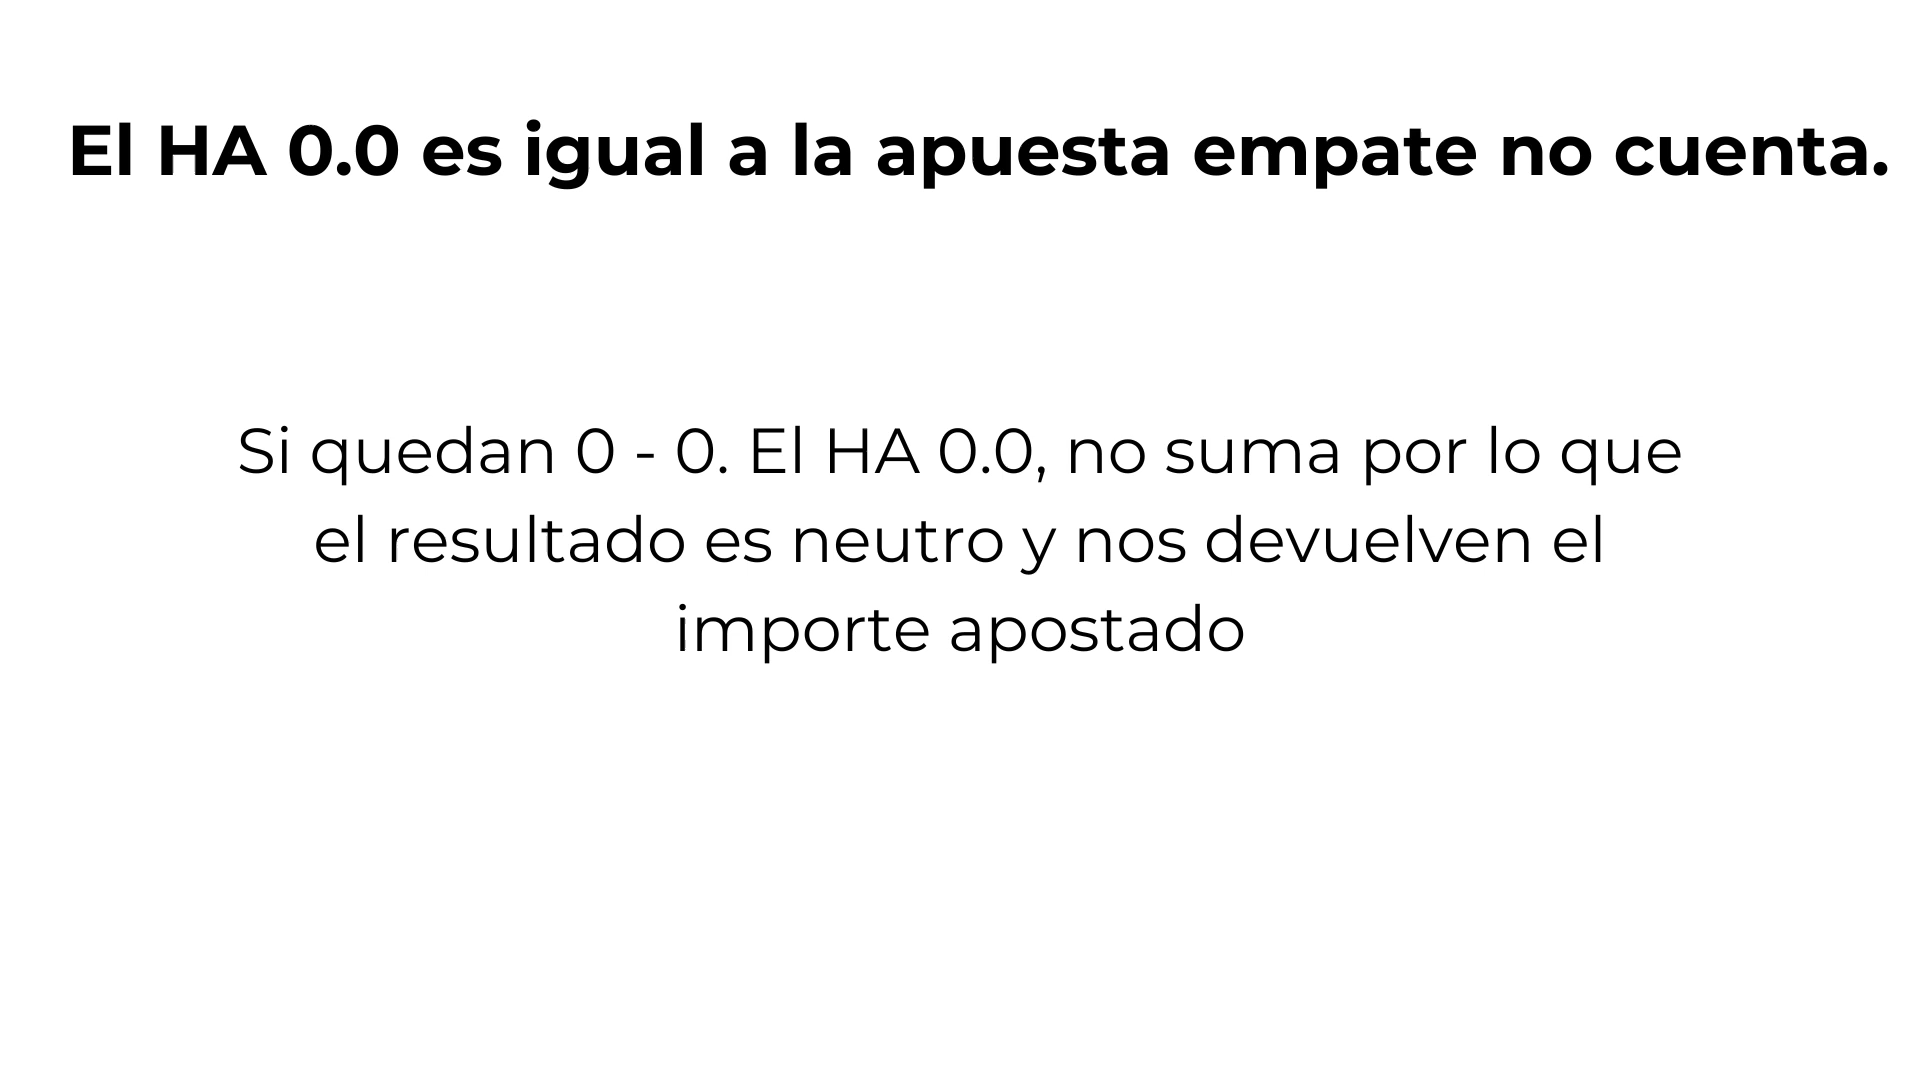 El HA 0.0 es igual a la apuesta empate no cuenta.
Si quedan 0 - 0. El HA 0.0, no suma por lo que
el resultado es neutro y nos devuelven el
importe apostado